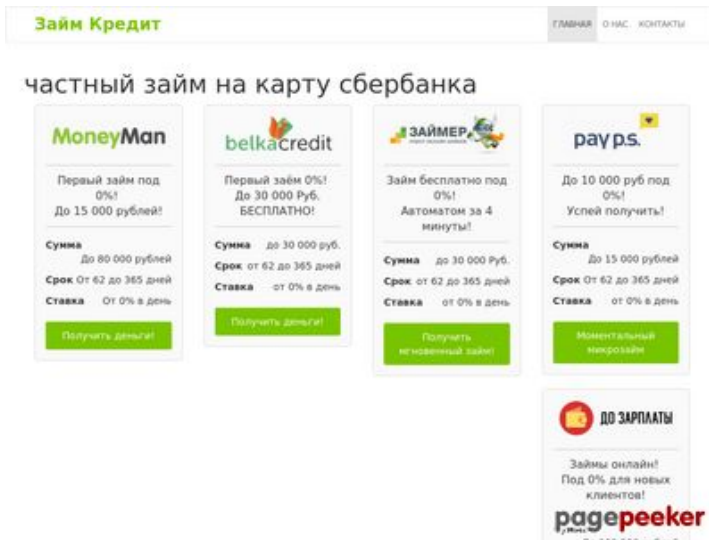 Займ Кредит
ГЛАВНАЯ О НАС КОНТАКТЫ
частный займ на карту сбербанка
MoneyMan
Первый займ под
0%!
До 15 000 рублей!
Сумма
До 80 000 рублей
Срок От 62 до 365 дней
Ставка От 0% в день
Получить деньги!
belkacredit
Первый заём 0%!
До 30 000 Руб.
БЕСПЛАТНО!
Сумма до 30 000 руб.
Срок от 62 до 365 дней
Ставка от 0% в день
Получить деньги!
ЗАЙМЕР
Займ бесплатно под
0%!
Автоматом за 4
минуты!
Сумма до 30 000 Руб.
Срок от 62 до 365 дней
Ставка от 0% в день
Получить
мгновенный займ!
pay p.s.
До 10 000 руб под
0%!
Успей получить!
Сумма
До 15 000 рублей
Срок От 62 до 365 дней
Ставка От 0% в день
Моментальный
микрозайм
ДО ЗАРПЛАТЫ
Займы онлайн!
Под 0% для новых
клиентов!
pagepeeker